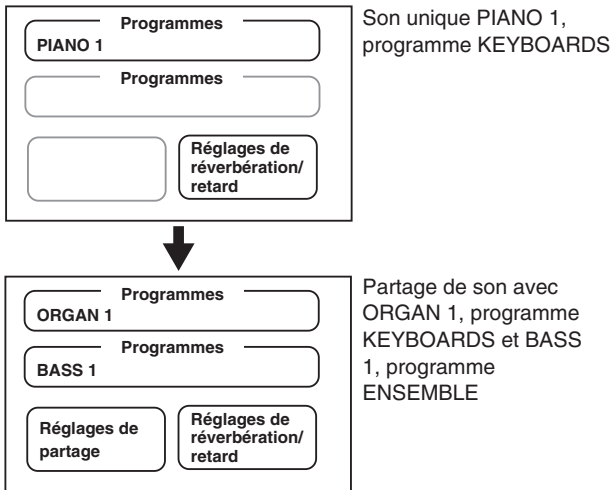 Programmes
PIANO 1
Programmes
Réglages de
réverbération/
retard
Son unique PIANO 1,
programme KEYBOARDS
Programmes
ORGAN 1
Programmes
BASS 1
Réglages de
partage
Réglages de
réverbération/
retard
Partage de son avec
ORGAN 1, programme
KEYBOARDS et BASS
1, programme
ENSEMBLE